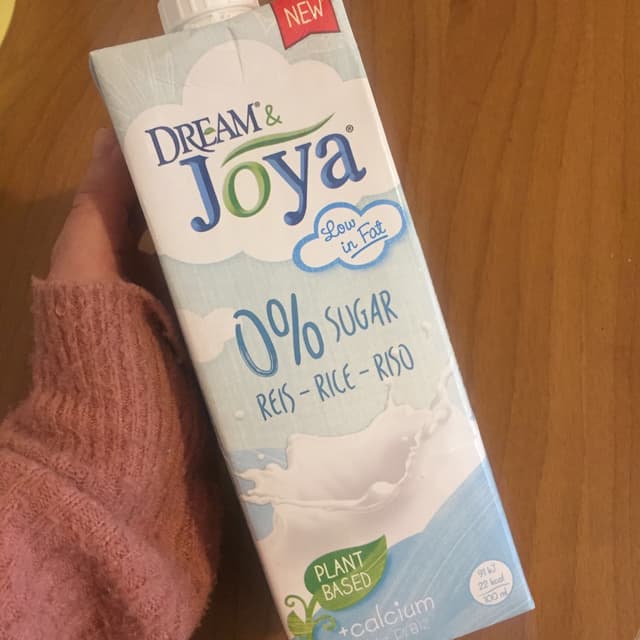 NEW
DREAM® &
Joya®
Low
in Fat
0% SUGAR
REIS – RICE – RISO
PLANT
BASED
+calcium
91 kJ
22 kcal
100 ml